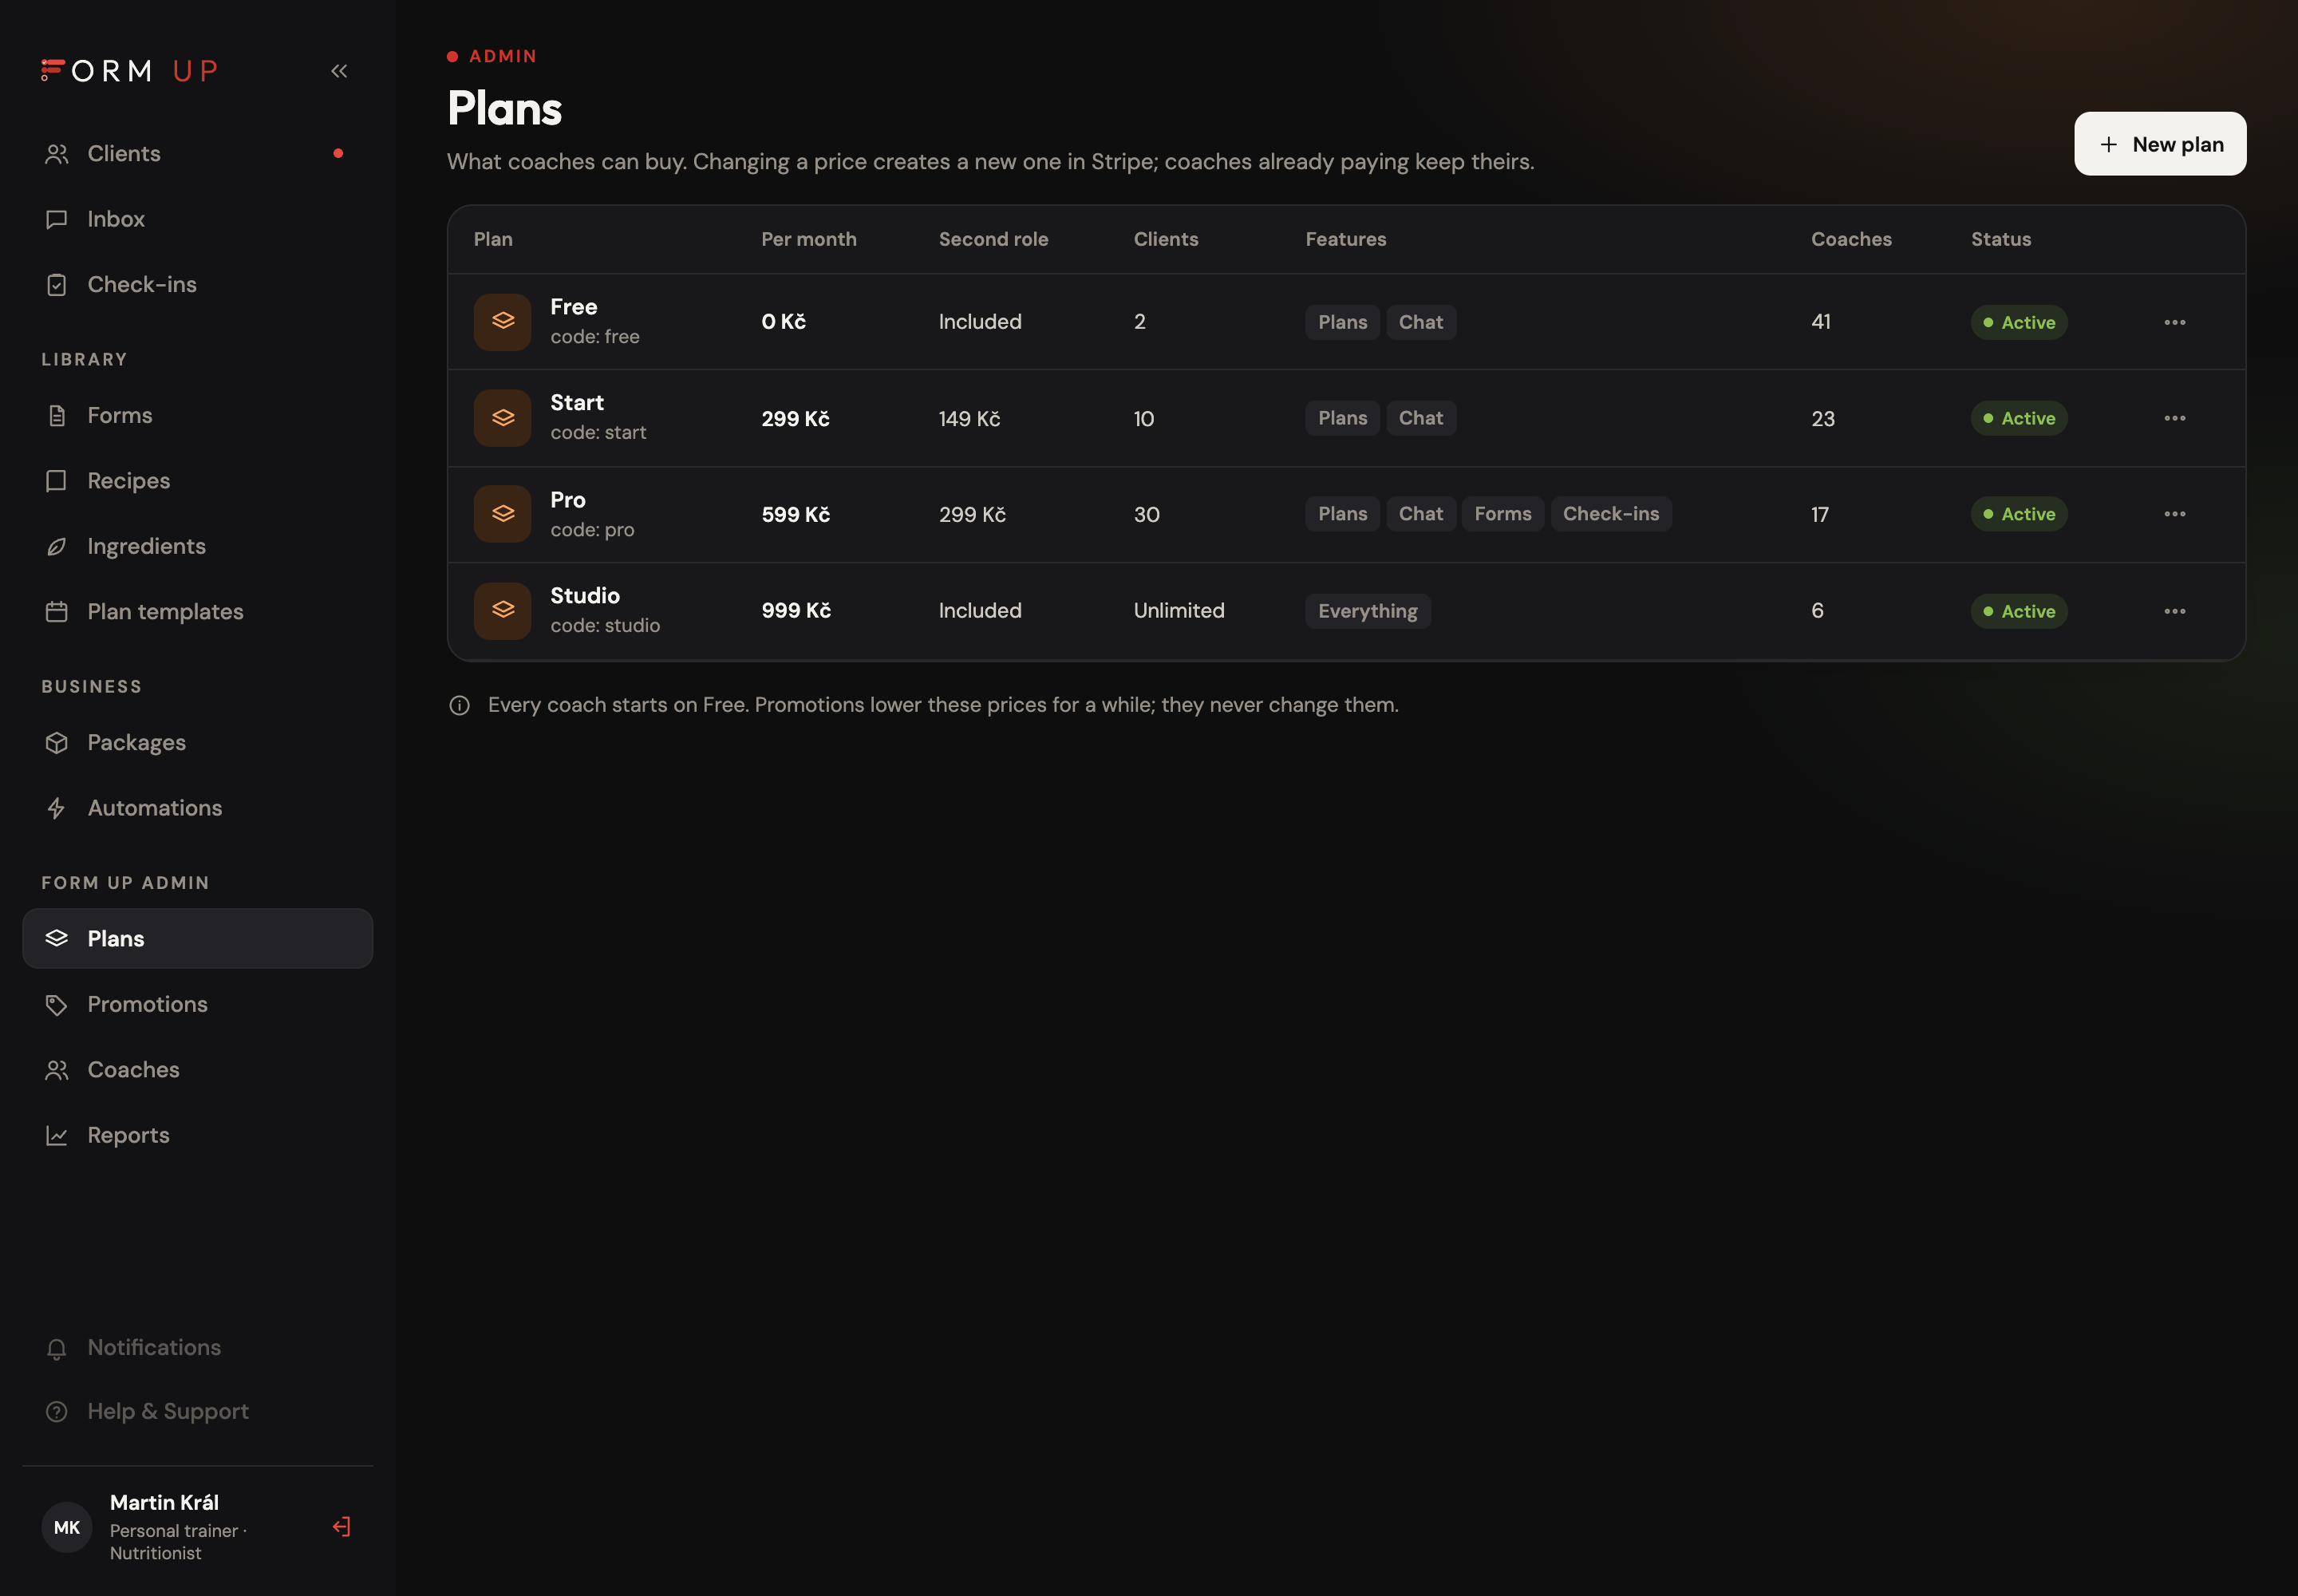 FORM UP
Clients
Inbox
Check-ins
LIBRARY
Forms
Recipes
Ingredients
Plan templates
BUSINESS
Packages
Automations
FORM UP ADMIN
Plans
Promotions
Coaches
Reports
Notifications
Help & Support
MK
Martin Král
Personal trainer ·
Nutritionist
ADMIN
Plans
What coaches can buy. Changing a price creates a new one in Stripe; coaches already paying keep theirs.
New plan
Plan Per month Second role Clients Features Coaches Status
Free
code: free
0 Kč Included 2 Plans Chat 41 Active
Start
code: start
299 Kč 149 Kč 10 Plans Chat 23 Active
Pro
code: pro
599 Kč 299 Kč 30 Plans Chat Forms Check-ins 17 Active
Studio
code: studio
999 Kč Included Unlimited Everything 6 Active
Every coach starts on Free. Promotions lower these prices for a while; they never change them.